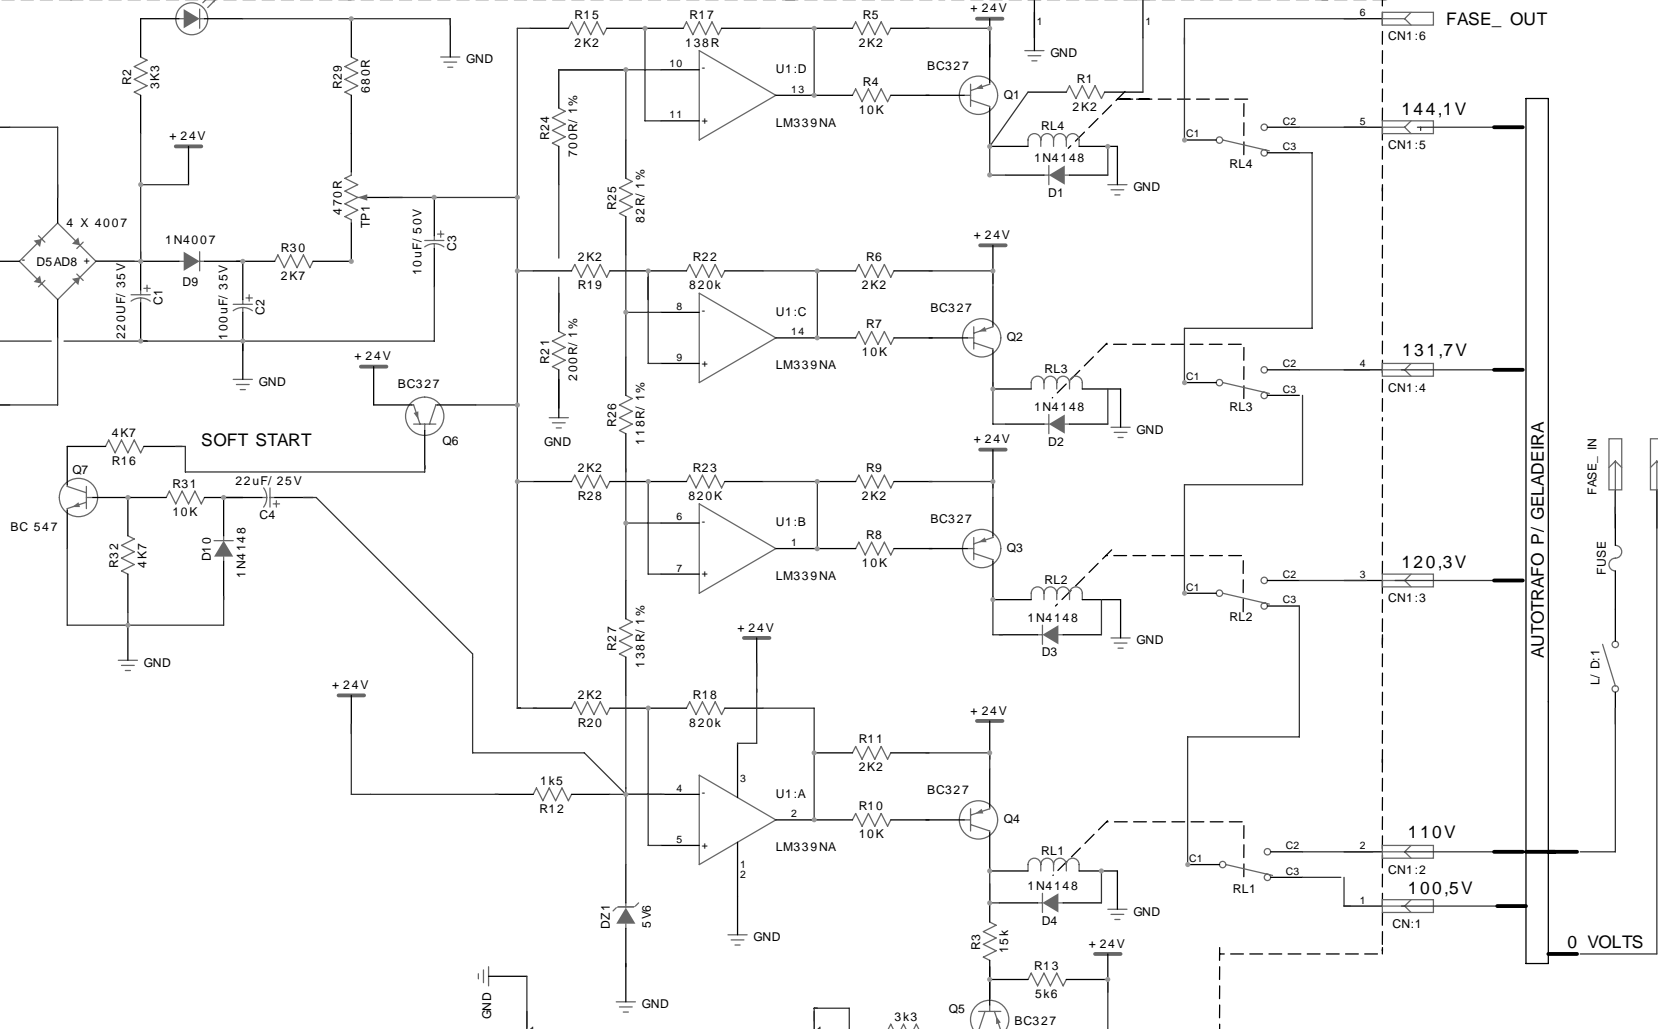 R2
3K3
+24V
R29
680R
GND
470R
TP1
4 X 4007
D5AD8
-
+
1N4007
D9
R30
2K7
220UF/35V
C1
+
100uF/35V
C2
+
10uF/50V
C3
+
GND
+24V
BC327
Q6
SOFT START
4K7
R16
Q7
BC 547
R31
10K
22uF/25V
C4
+
R32
4K7
D10
1N4148
GND
+24V
1k5
R12
R15
2K2
R17
138R
R5
2K2
+24V
10
-
11
+
U1:D
13
LM339NA
R4
10K
BC327
Q1
R24
700R/1%
R25
82R/1%
1
GND
1
R1
2K2
RL4
1N4148
D1
GND
2K2
R19
R22
820k
R6
2K2
+24V
8
-
9
+
U1:C
14
LM339NA
R7
10K
BC327
Q2
R21
200R/1%
GND
R26
118R/1%
RL3
1N4148
D2
GND
2K2
R28
R23
820K
R9
2K2
+24V
6
-
7
+
U1:B
1
LM339NA
R8
10K
BC327
Q3
R27
138R/1%
RL2
1N4148
D3
GND
+24V
2K2
R20
R18
820k
R11
2K2
+24V
4
-
5
+
3
U1:A
2
1
2
LM339NA
R10
10K
BC327
Q4
RL1
1N4148
D4
GND
DZ1
5V6
GND
GND
GND
R3
15k
+24V
R13
5k6
Q5
BC327
3k3
6
CN1:6
FASE_ OUT
C1
C2
C3
RL4
5
CN1:5
144,1V
C1
C2
C3
RL3
4
CN1:4
131,7V
C1
C2
C3
RL2
3
CN1:3
120,3V
C1
C2
C3
RL1
2
CN1:2
110V
1
CN:1
100,5V
AUTOTRAFO P/ GELADEIRA
FASE_ IN
FUSE
L/ D:1
0 VOLTS